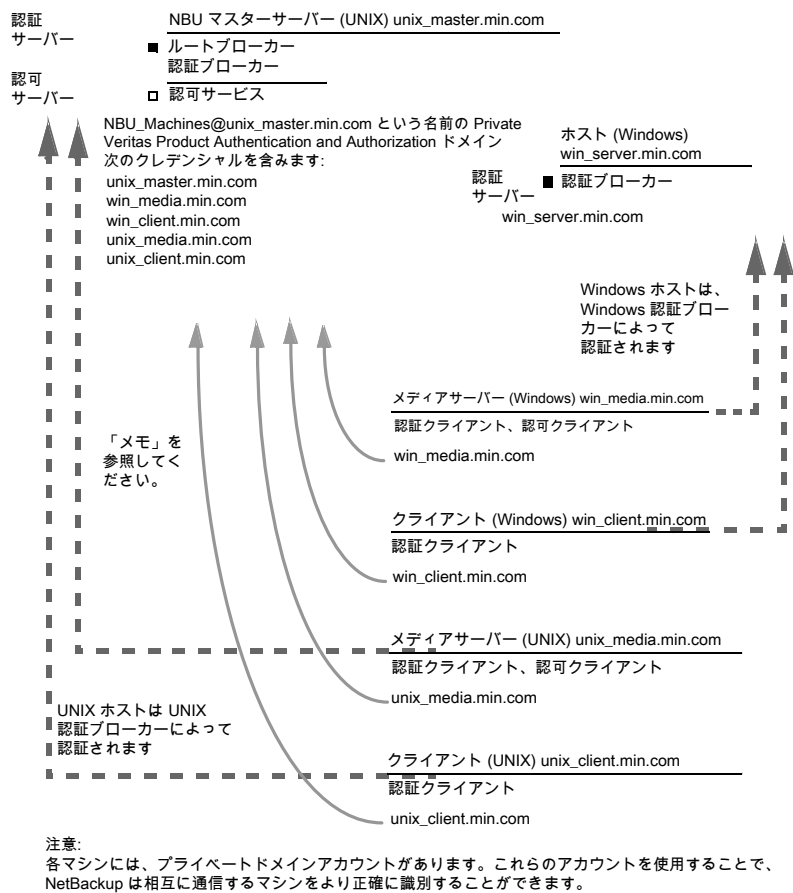 認証
サーバー
NBU マスターサーバー (UNIX) unix_master.min.com
ルートブローカー
認証ブローカー
認可
サーバー
認可サービス
NBU_Machines@unix_master.min.com という名前の Private
Veritas Product Authentication and Authorization ドメイン
次のクレデンシャルを含みます:
unix_master.min.com
win_media.min.com
win_client.min.com
unix_media.min.com
unix_client.min.com
ホスト (Windows)
win_server.min.com
認証
サーバー
認証ブローカー
win_server.min.com
Windows ホストは、
Windows 認証ブロー
カーによって
認証されます
メディアサーバー (Windows) win_media.min.com
認証クライアント、認可クライアント
win_media.min.com
「メモ」を
参照してく
ださい。
クライアント (Windows) win_client.min.com
認証クライアント
win_client.min.com
メディアサーバー (UNIX) unix_media.min.com
認証クライアント、認可クライアント
unix_media.min.com
UNIX ホストは UNIX
認証ブローカーによって
認証されます
クライアント (UNIX) unix_client.min.com
認証クライアント
unix_client.min.com
注意:
各マシンには、プライベートドメインアカウントがあります。これらのアカウントを使用することで、
NetBackup は相互に通信するマシンをより正確に識別することができます。